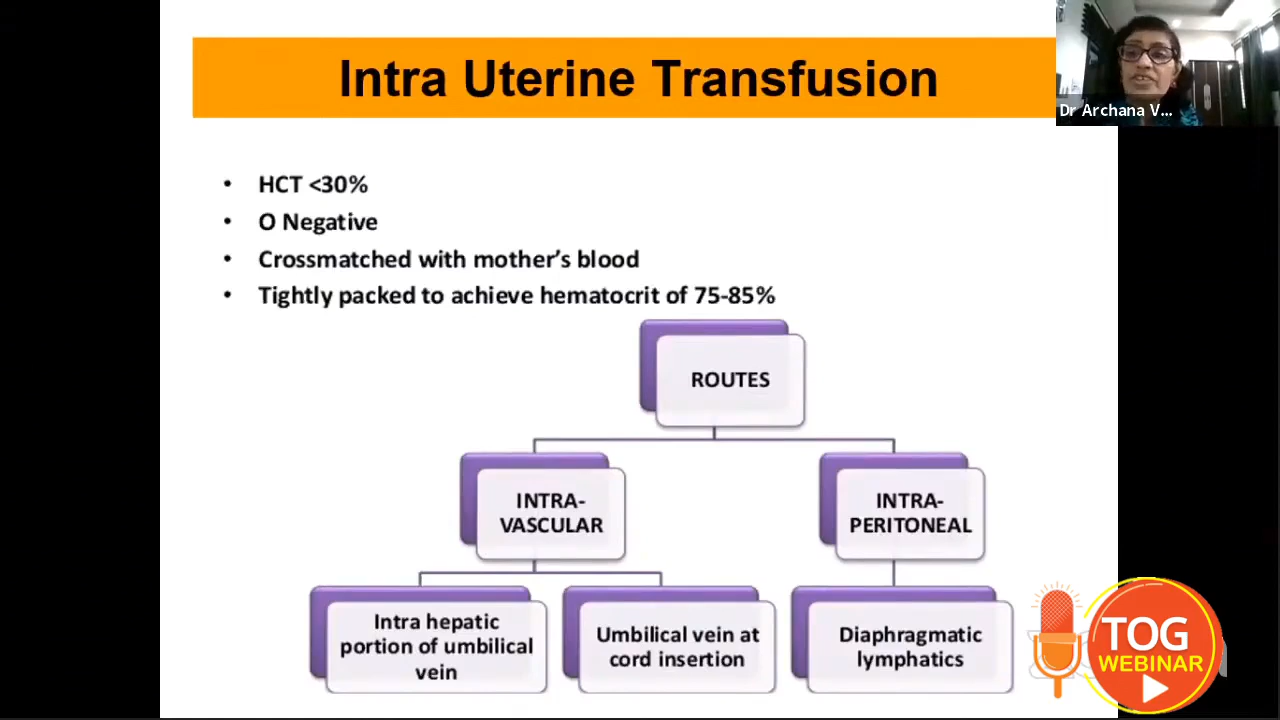 Intra Uterine Transfusion
Dr Archana V...
• HCT <30%
• O Negative
• Crossmatched with mother’s blood
• Tightly packed to achieve hematocrit of 75-85%
ROUTES
INTRA-
VASCULAR
INTRA-
PERITONEAL
Intra hepatic
portion of umbilical
vein
Umbilical vein at
cord insertion
Diaphragmatic
lymphatics
TOG
WEBINAR